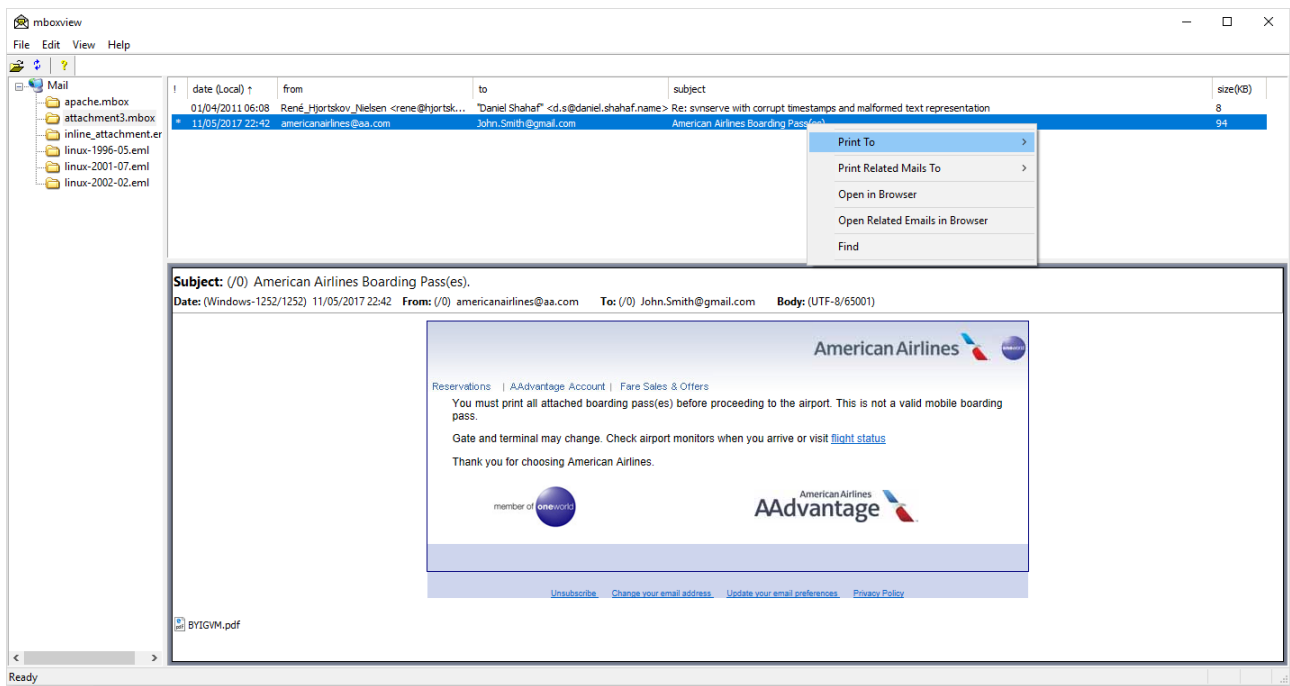 mboxview
File Edit View Help
?
Mail
apache.mbox
attachment3.mbox
inline_attachment.er
linux-1996-05.eml
linux-2001-07.eml
linux-2002-02.eml
! date (Local) ↑ from to subject size(KB)
01/04/2011 06:08 René_Hjortskov_Nielsen <rene@hjortsk... "Daniel Shahaf" <d.s@daniel.shahaf.name> Re: svnserve with corrupt timestamps and malformed text representation 8
* 11/05/2017 22:42 americanairlines@aa.com John.Smith@gmail.com American Airlines Boarding Pass(es) 94
Print To >
Print Related Mails To >
Open in Browser
Open Related Emails in Browser
Find
Subject: (/0) American Airlines Boarding Pass(es).
Date: (Windows-1252/1252) 11/05/2017 22:42 From: (/0) americanairlines@aa.com To: (/0) John.Smith@gmail.com Body: (UTF-8/65001)
American Airlines oneworld
Reservations | AAdvantage Account | Fare Sales & Offers
You must print all attached boarding pass(es) before proceeding to the airport. This is not a valid mobile boarding
pass.
Gate and terminal may change. Check airport monitors when you arrive or visit flight status
Thank you for choosing American Airlines.
member of oneworld
American Airlines
AAdvantage
Unsubscribe Change your email address Update your email preferences Privacy Policy
BYIGVM.pdf
Ready